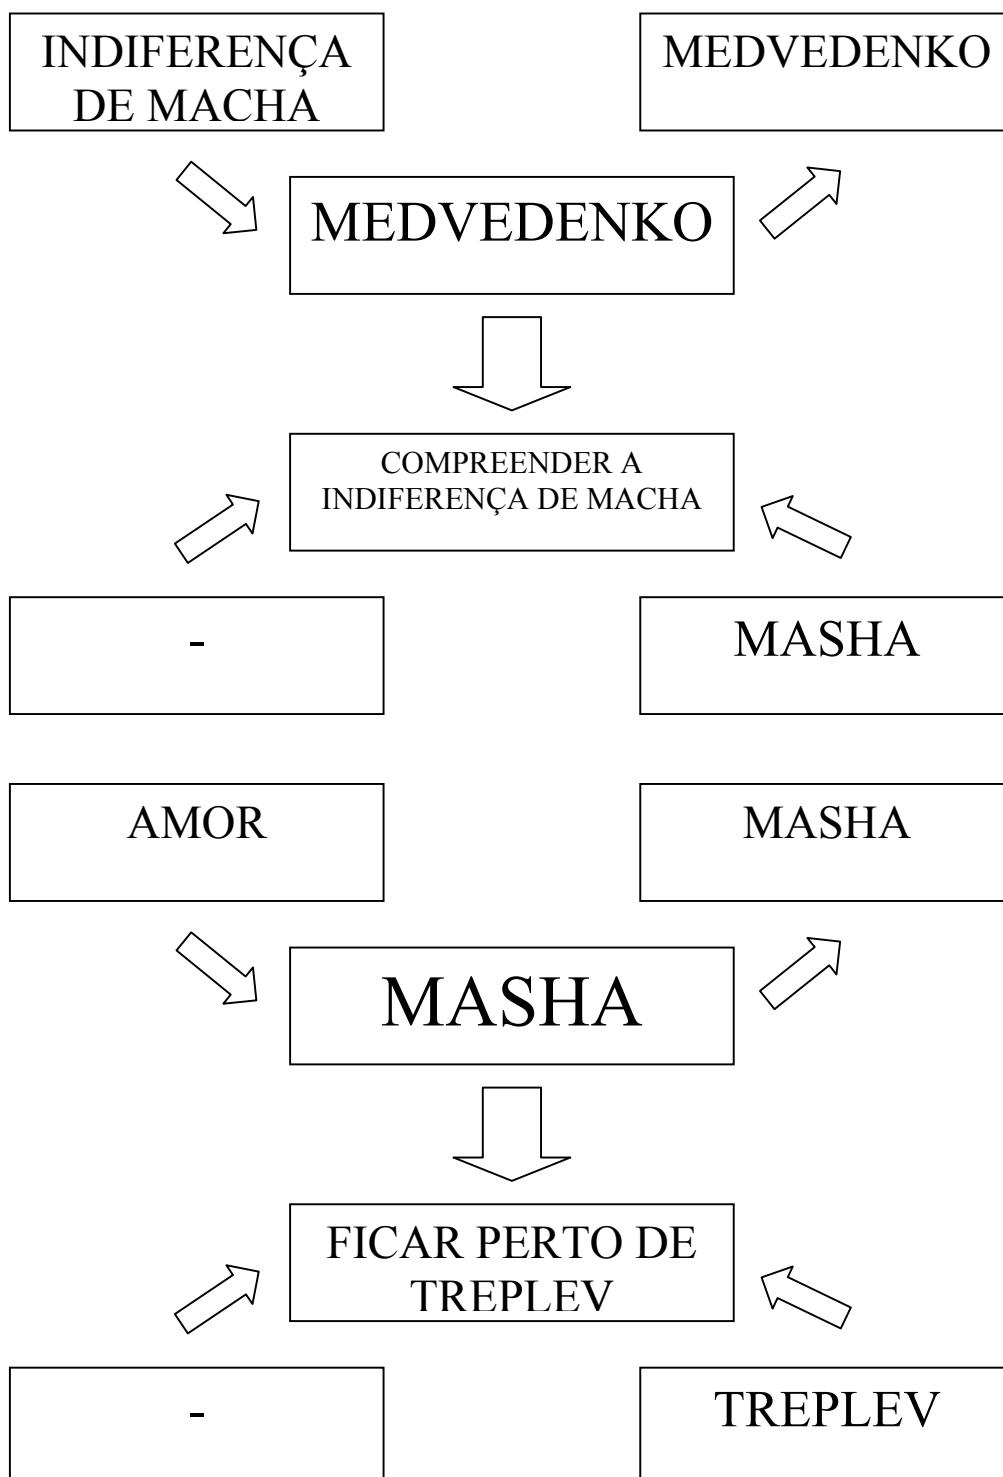 INDIFERENÇA
DE MACHA
MEDVEDENKO
MEDVEDENKO
COMPREENDER A
INDIFERENÇA DE MACHA
-
MASHA
AMOR
MASHA
MASHA
FICAR PERTO DE
TREPLEV
-
TREPLEV